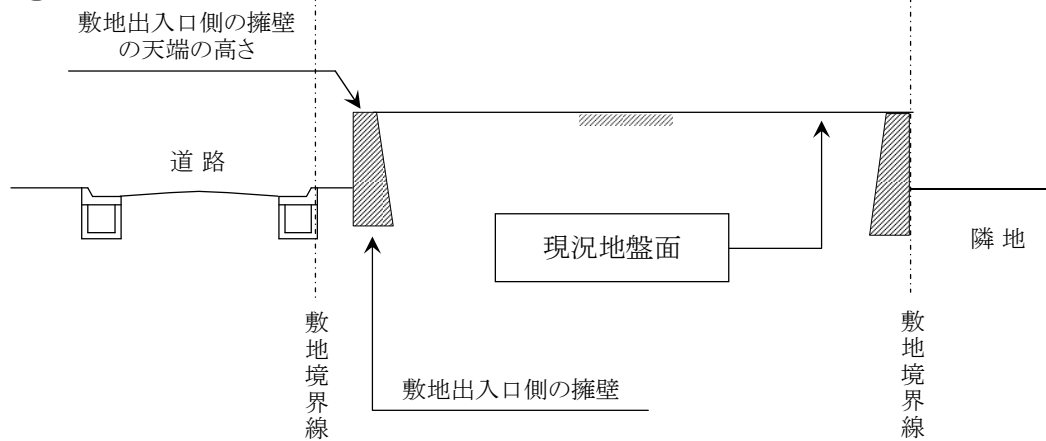 敷地出入口側の擁壁
の天端の高さ
道 路
現況地盤面
隣 地
敷地境界線
敷地出入口側の擁壁
敷地境界線